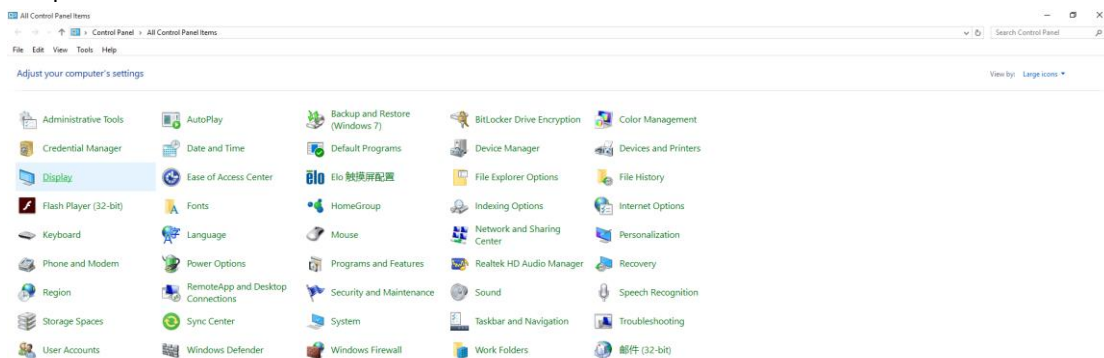 All Control Panel Items
Control Panel > All Control Panel Items
Search Control Panel
File Edit View Tools Help
Adjust your computer's settings
View by: Large icons
Administrative Tools
AutoPlay
Backup and Restore
(Windows 7)
BitLocker Drive Encryption
Color Management
Credential Manager
Date and Time
Default Programs
Device Manager
Devices and Printers
Display
Ease of Access Center
elo
Elo 触摸屏配置
File Explorer Options
File History
Flash Player (32-bit)
Fonts
HomeGroup
Indexing Options
Internet Options
Keyboard
Language
Mouse
Network and Sharing
Center
Personalization
Phone and Modem
Power Options
Programs and Features
Realtek HD Audio Manager
Recovery
Region
RemoteApp and Desktop
Connections
Security and Maintenance
Sound
Speech Recognition
Storage Spaces
Sync Center
System
Taskbar and Navigation
Troubleshooting
User Accounts
Windows Defender
Windows Firewall
Work Folders
邮件 (32-bit)